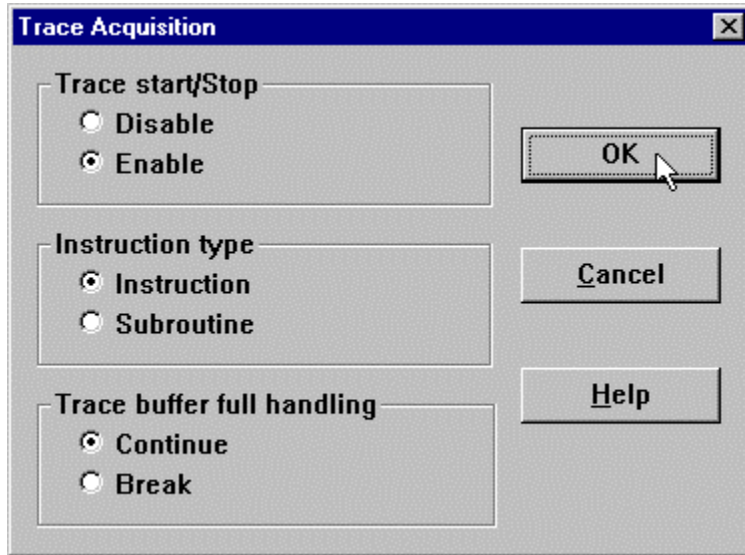 Trace Acquisition
Trace start/Stop
Disable
Enable
OK
Instruction type
Instruction
Subroutine
Cancel
Trace buffer full handling
Continue
Break
Help